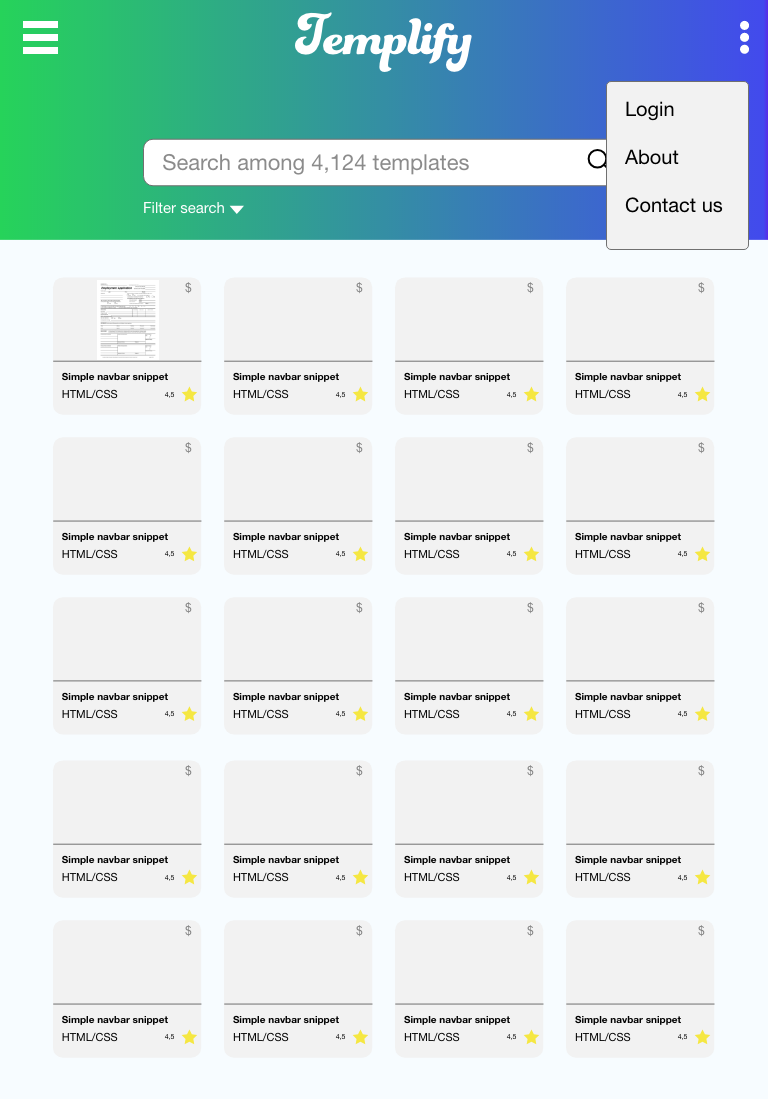 Templify
Login
About
Contact us
Search among 4,124 templates
Filter search
Employment Application
$ $ $ $
Simple navbar snippet Simple navbar snippet Simple navbar snippet Simple navbar snippet
HTML/CSS 4,5 HTML/CSS 4,5 HTML/CSS 4,5 HTML/CSS 4,5
$ $ $ $
Simple navbar snippet Simple navbar snippet Simple navbar snippet Simple navbar snippet
HTML/CSS 4,5 HTML/CSS 4,5 HTML/CSS 4,5 HTML/CSS 4,5
$ $ $ $
Simple navbar snippet Simple navbar snippet Simple navbar snippet Simple navbar snippet
HTML/CSS 4,5 HTML/CSS 4,5 HTML/CSS 4,5 HTML/CSS 4,5
$ $ $ $
Simple navbar snippet Simple navbar snippet Simple navbar snippet Simple navbar snippet
HTML/CSS 4,5 HTML/CSS 4,5 HTML/CSS 4,5 HTML/CSS 4,5
$ $ $ $
Simple navbar snippet Simple navbar snippet Simple navbar snippet Simple navbar snippet
HTML/CSS 4,5 HTML/CSS 4,5 HTML/CSS 4,5 HTML/CSS 4,5